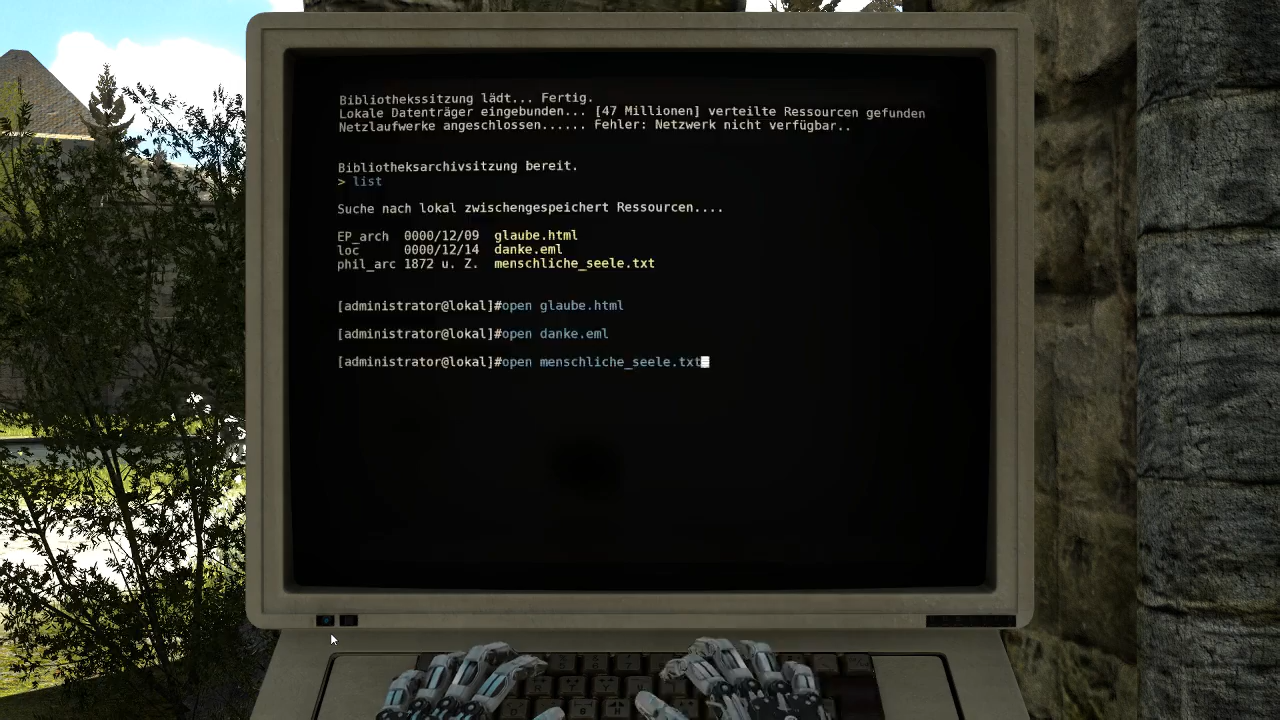 Bibliothekssitzung lädt... Fertig.
Lokale Datenträger eingebunden... [47 Millionen] verteilte Ressourcen gefunden
Netzlaufwerke angeschlossen...... Fehler: Netzwerk nicht verfügbar..
Bibliotheksarchivsitzung bereit.
> list
Suche nach lokal zwischengespeichert Ressourcen....
EP_arch 0000/12/09 glaube.html
loc 0000/12/14 danke.eml
phil_arc 1872 u. Z. menschliche_seele.txt
[administrator@lokal]#open glaube.html
[administrator@lokal]#open danke.eml
[administrator@lokal]#open menschliche_seele.txt